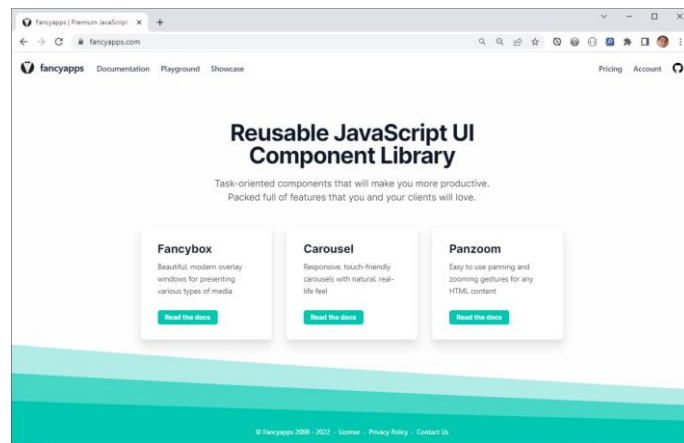 Fancyapps | Premium JavaScript
fancyapps.com
fancyapps Documentation Playground Showcase Pricing Account
Reusable JavaScript UI
Component Library
Task-oriented components that will make you more productive.
Packed full of features that you and your clients will love.
Fancybox
Beautiful, modern overlay
windows for presenting
various types of media
Read the docs
Carousel
Responsive, touch-friendly
carousels with natural, real-
life feel
Read the docs
Panzoom
Easy to use panning and
zooming gestures for any
HTML content
Read the docs
© Fancyapps 2008 - 2022 - License - Privacy Policy - Contact Us